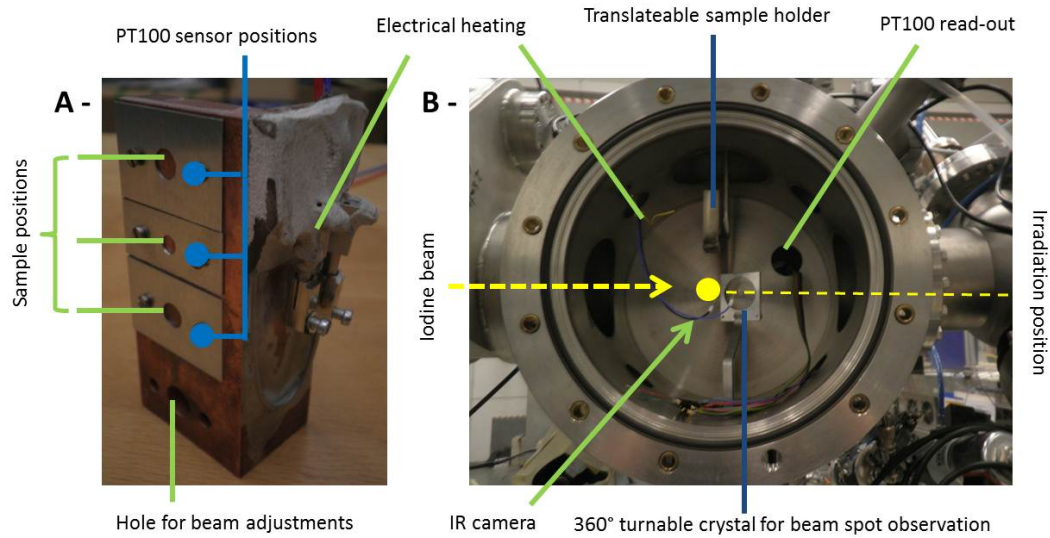 PT100 sensor positions
Electrical heating
Translateable sample holder
PT100 read-out
A -
B -
Sample positions
Iodine beam
Irradiation position
Hole for beam adjustments
IR camera
360° turnable crystal for beam spot observation